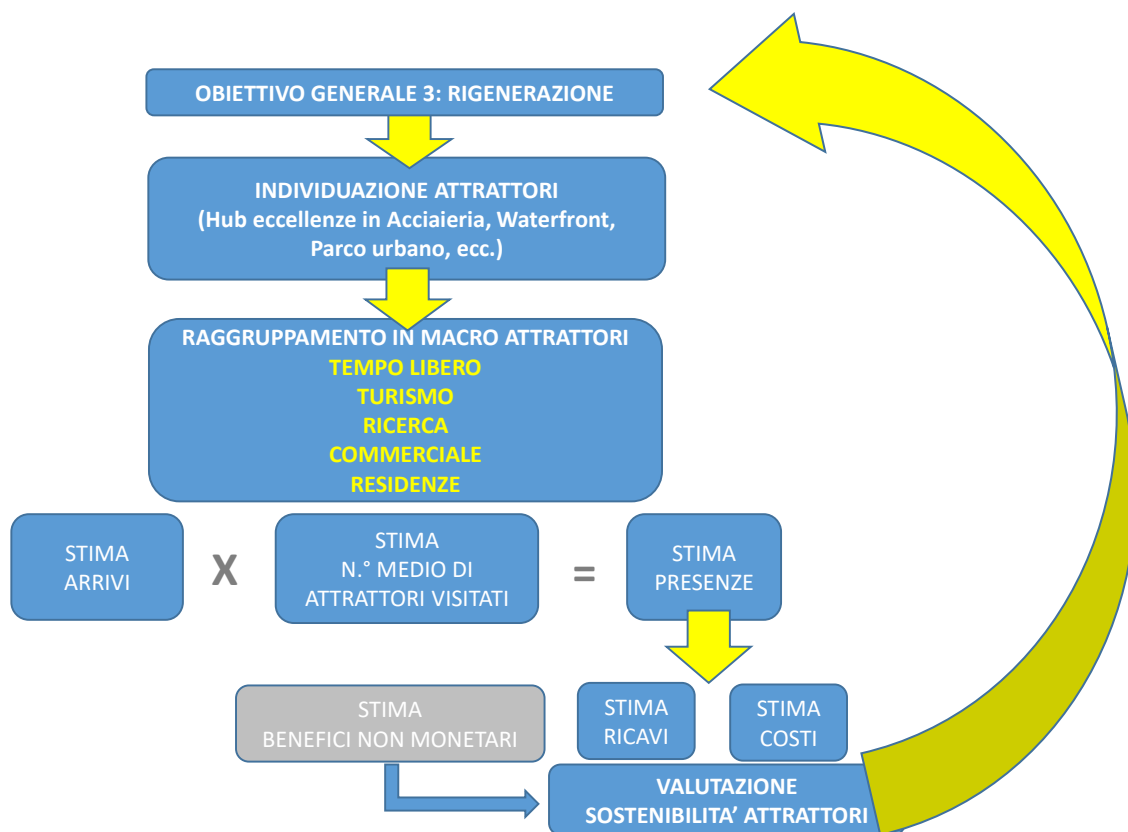 OBIETTIVO GENERALE 3: RIGENERAZIONE
INDIVIDUAZIONE ATTRATTORI
(Hub eccellenze in Acciaieria, Waterfront,
Parco urbano, ecc.)
RAGGRUPPAMENTO IN MACRO ATTRATTORI
TEMPO LIBERO
TURISMO
RICERCA
COMMERCIALE
RESIDENZE
STIMA
ARRIVI
X
STIMA
N.° MEDIO DI
ATTRATTORI VISITATI
=
STIMA
PRESENZE
STIMA
BENEFICI NON MONETARI
STIMA
RICAVI
STIMA
COSTI
VALUTAZIONE
SOSTENIBILITA’ ATTRATTORI